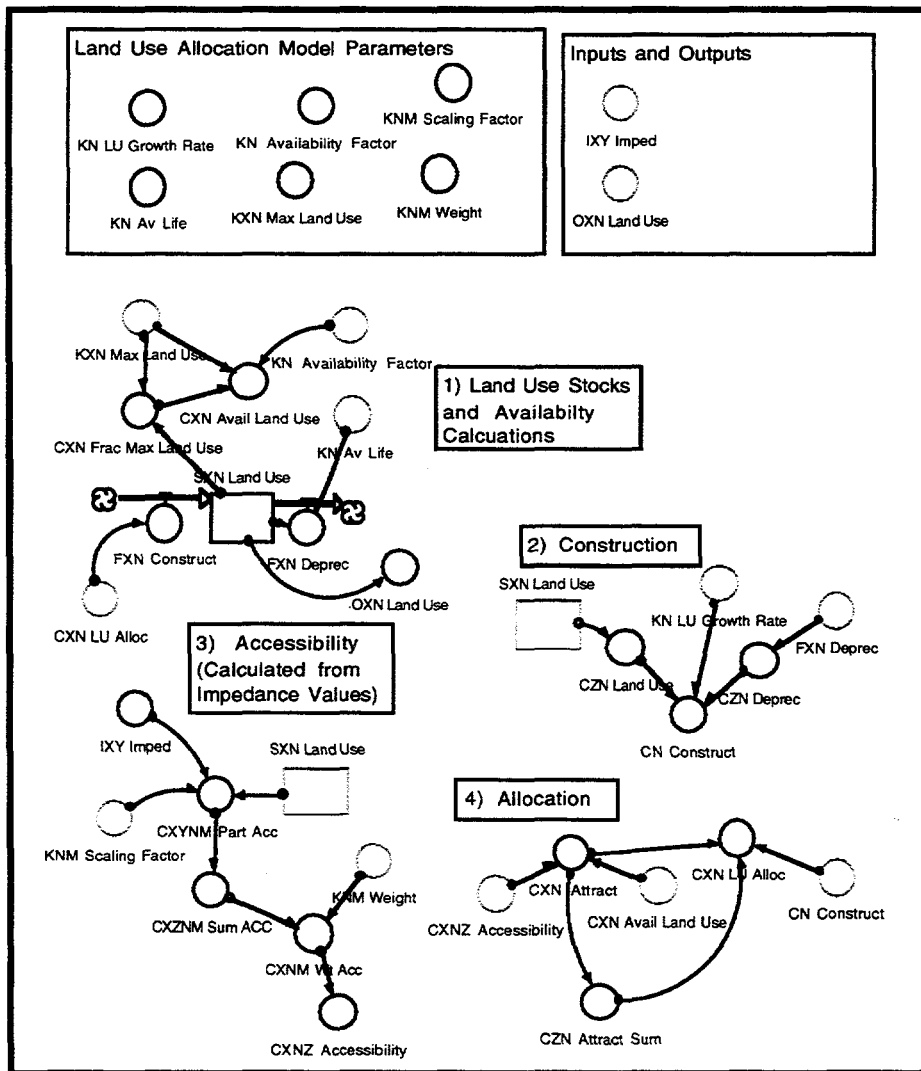 Land Use Allocation Model Parameters
KN LU Growth Rate
KN Availability Factor
KNM Scaling Factor
KN Av Life
KXN Max Land Use
KNM Weight
Inputs and Outputs
IXY Imped
OXN Land Use
KXN Max Land Use
KN Availability Factor
CXN Avail Land Use
CXN Frac Max Land Use
KN Av Life
SXN Land Use
FXN Construct
FXN Deprec
OXN Land Use
CXN LU Alloc
1) Land Use Stocks
and Availabilty
Calcuations
2) Construction
SXN Land Use
KN LU Growth Rate
FXN Deprec
CZN Land Use
CZN Deprec
CN Construct
3) Accessibility
(Calculated from
Impedance Values)
IXY Imped
SXN Land Use
CXYNM Part Acc
KNM Scaling Factor
KNM Weight
CXZNM Sum ACC
CXNM Wt Acc
CXNZ Accessibility
4) Allocation
CXN Attract
CXN LU Alloc
CXNZ Accessibility
CXN Avail Land Use
CN Construct
CZN Attract Sum